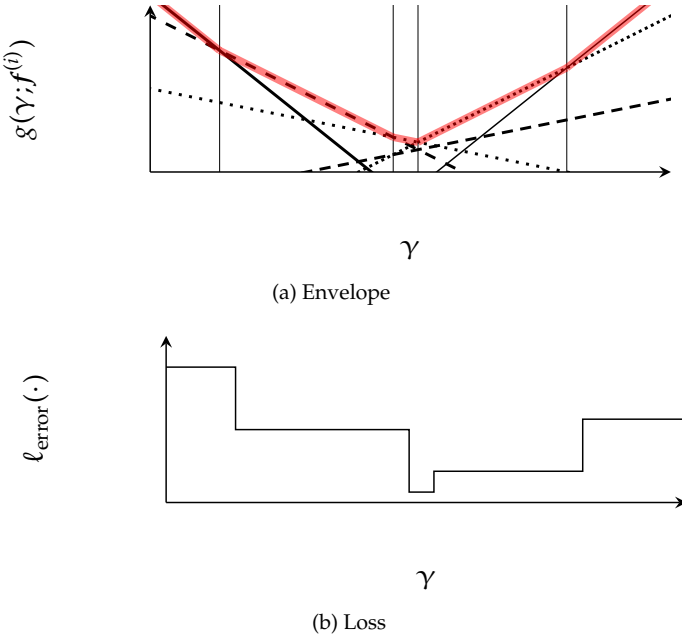 g(γ; f^(i))
γ
(a) Envelope
ℓ_error(·)
γ
(b) Loss